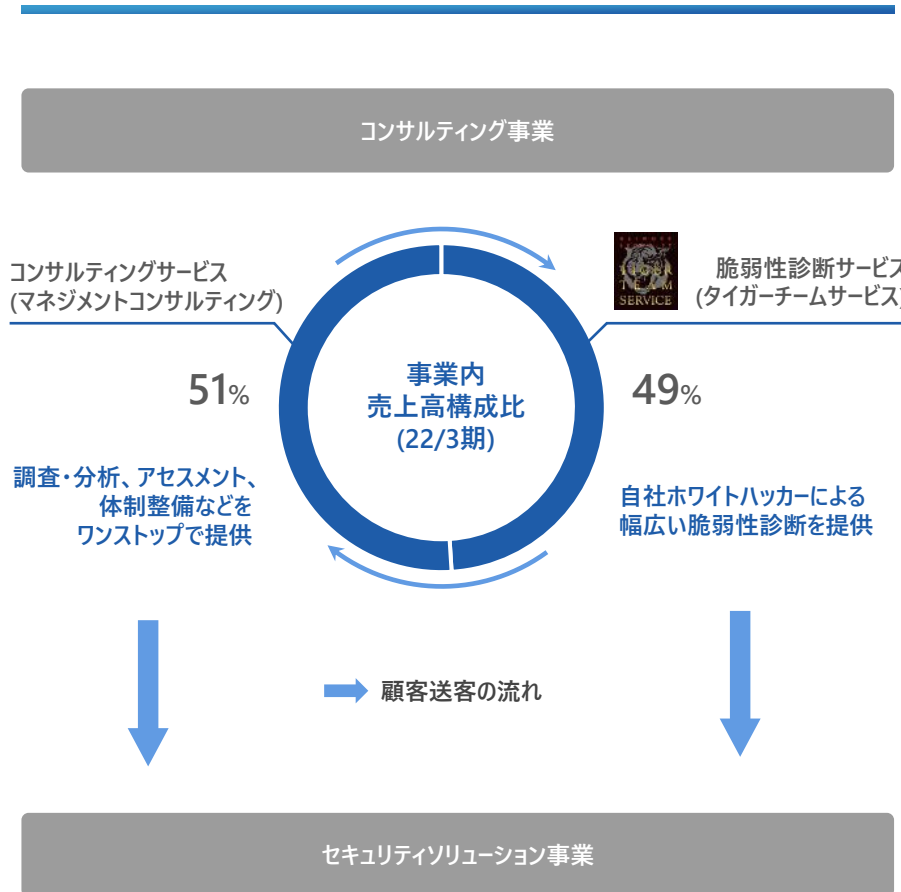 コンサルティング事業
コンサルティングサービス
(マネジメントコンサルティング)
51%
調査・分析、アセスメント、
体制整備などを
ワンストップで提供
事業内
売上高構成比
(22/3期)
TIGER
TEAM
SERVICE
脆弱性診断サービス
(タイガーチームサービス)
49%
自社ホワイトハッカーによる
幅広い脆弱性診断を提供
顧客送客の流れ
セキュリティソリューション事業